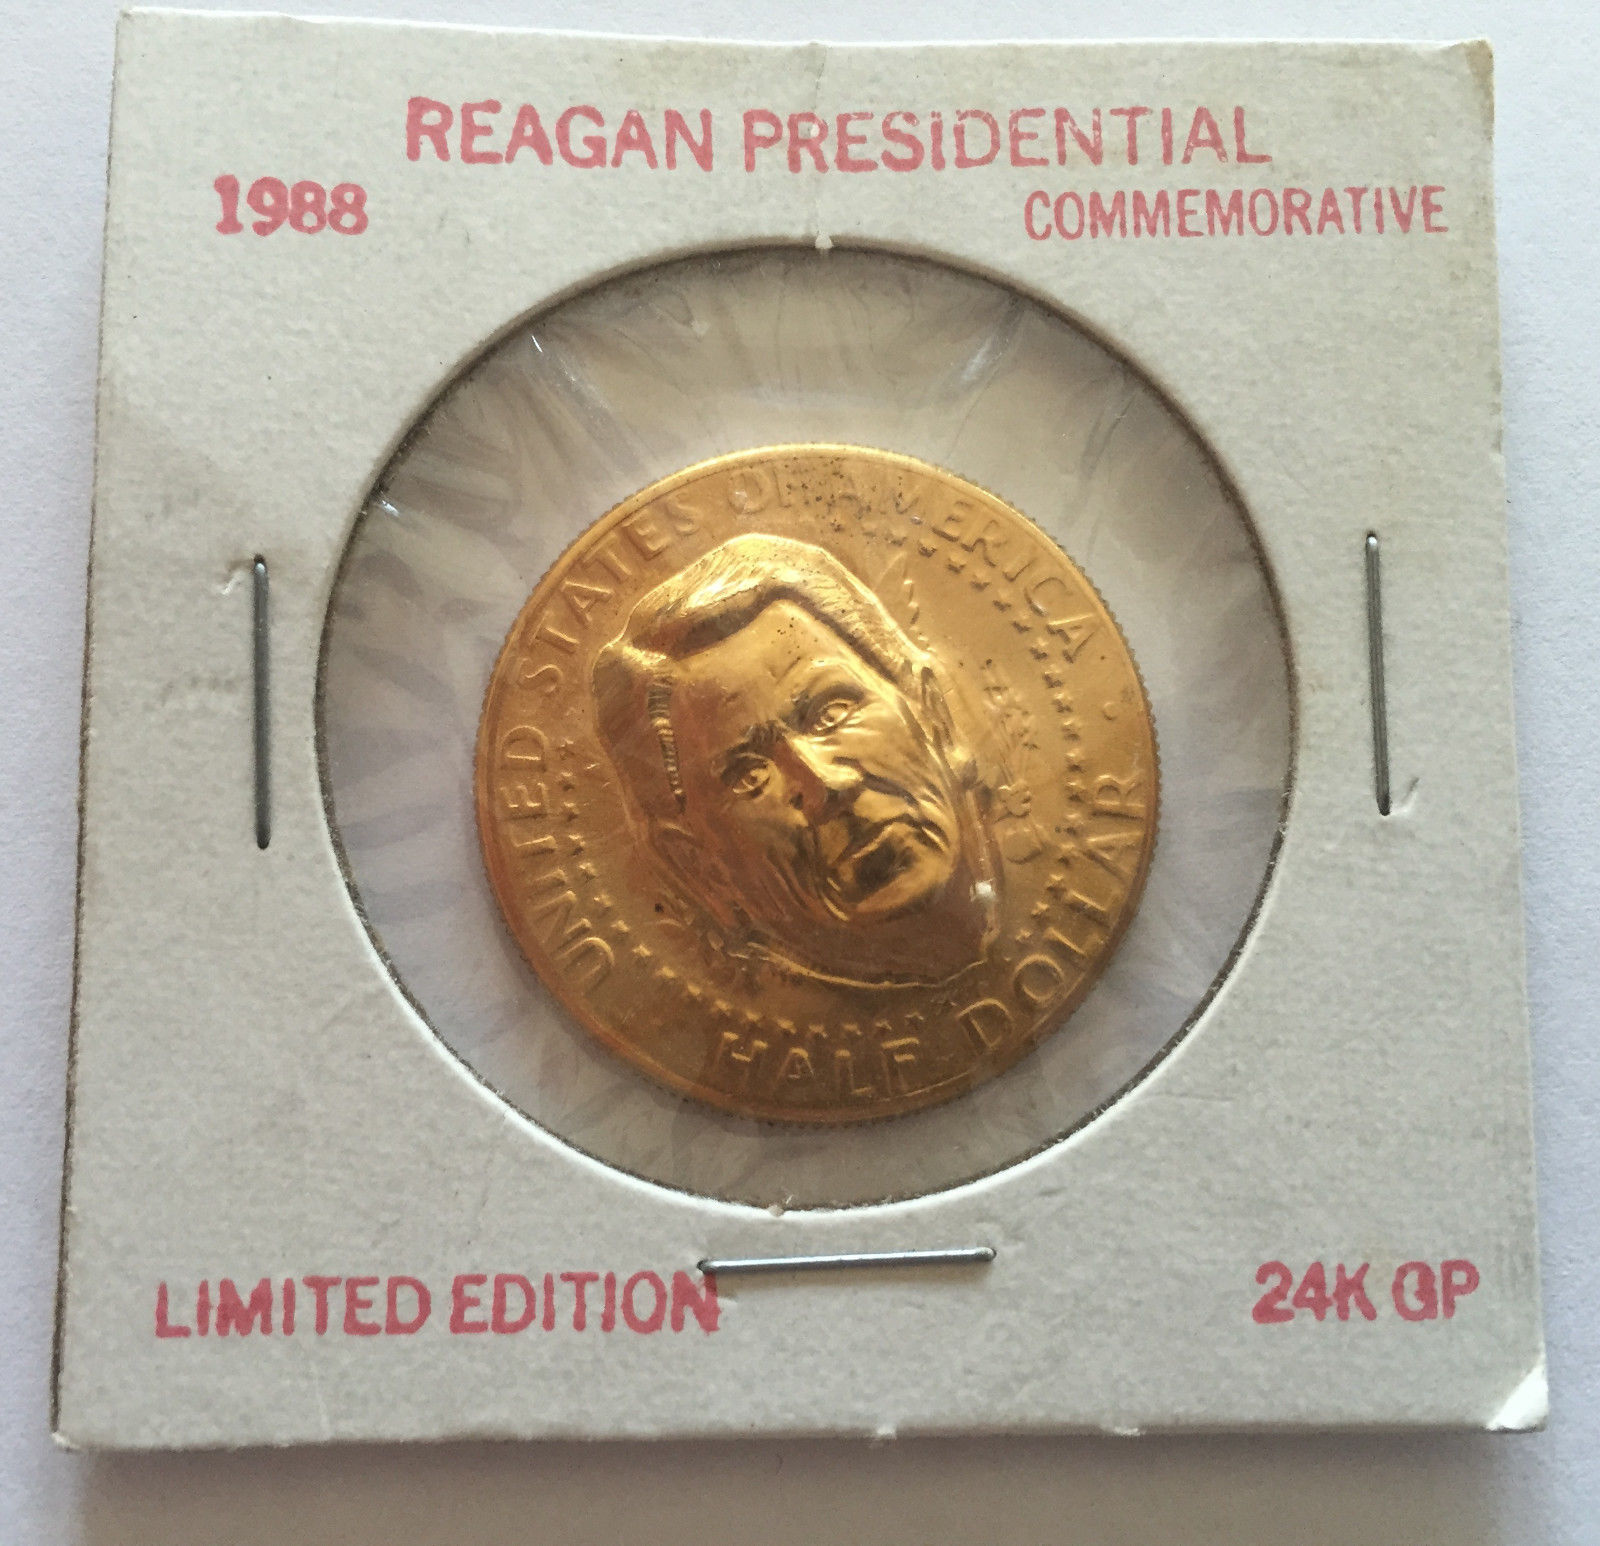 REAGAN PRESIDENTIAL
1988
COMMEMORATIVE
UNITED STATES OF AMERICA
HALF DOLLAR
LIMITED EDITION
24K GP